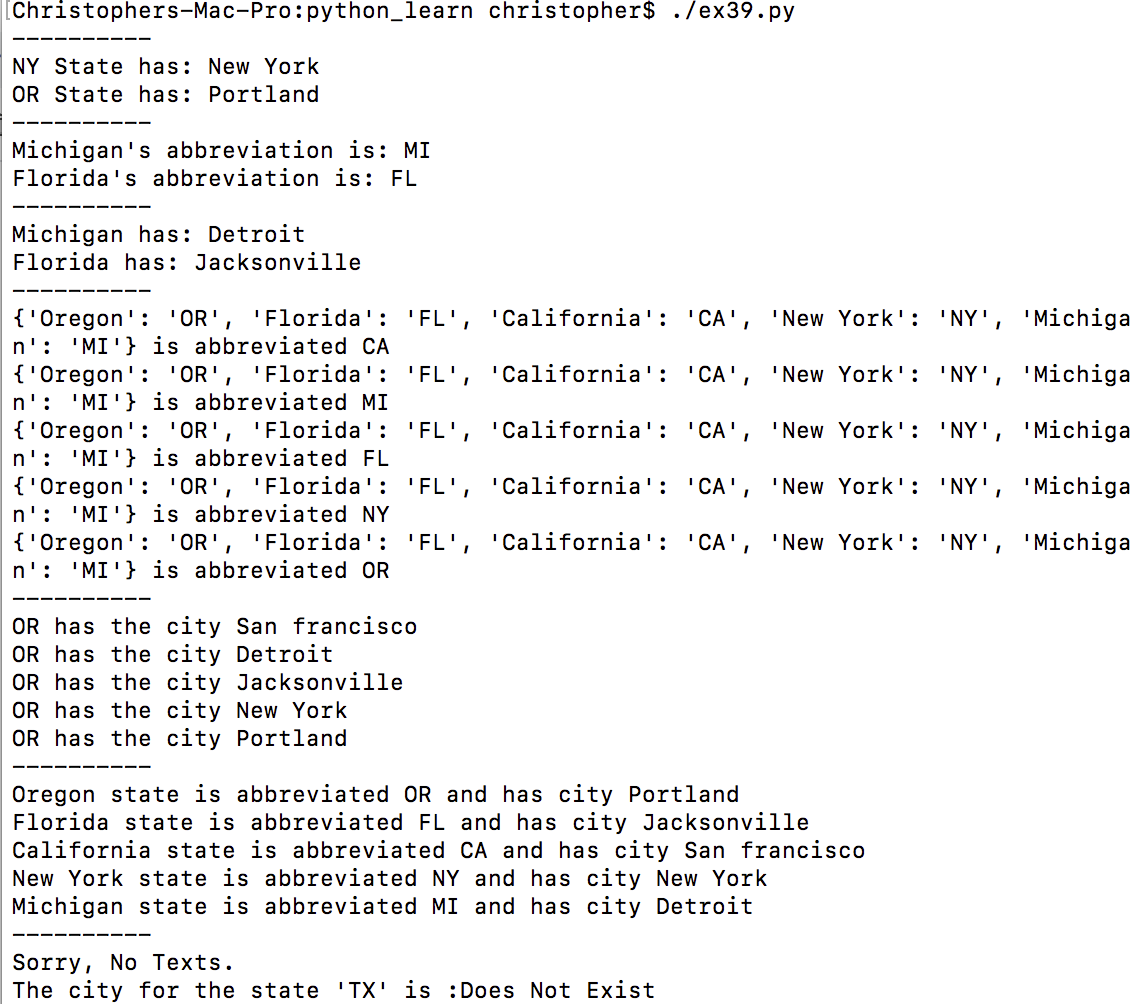 Christophers-Mac-Pro:python_learn christopher$ ./ex39.py
----------
NY State has: New York
OR State has: Portland
----------
Michigan's abbreviation is: MI
Florida's abbreviation is: FL
----------
Michigan has: Detroit
Florida has: Jacksonville
----------
{'Oregon': 'OR', 'Florida': 'FL', 'California': 'CA', 'New York': 'NY', 'Michiga
n': 'MI'} is abbreviated CA
{'Oregon': 'OR', 'Florida': 'FL', 'California': 'CA', 'New York': 'NY', 'Michiga
n': 'MI'} is abbreviated MI
{'Oregon': 'OR', 'Florida': 'FL', 'California': 'CA', 'New York': 'NY', 'Michiga
n': 'MI'} is abbreviated FL
{'Oregon': 'OR', 'Florida': 'FL', 'California': 'CA', 'New York': 'NY', 'Michiga
n': 'MI'} is abbreviated NY
{'Oregon': 'OR', 'Florida': 'FL', 'California': 'CA', 'New York': 'NY', 'Michiga
n': 'MI'} is abbreviated OR
----------
OR has the city San francisco
OR has the city Detroit
OR has the city Jacksonville
OR has the city New York
OR has the city Portland
----------
Oregon state is abbreviated OR and has city Portland
Florida state is abbreviated FL and has city Jacksonville
California state is abbreviated CA and has city San francisco
New York state is abbreviated NY and has city New York
Michigan state is abbreviated MI and has city Detroit
----------
Sorry, No Texts.
The city for the state 'TX' is :Does Not Exist